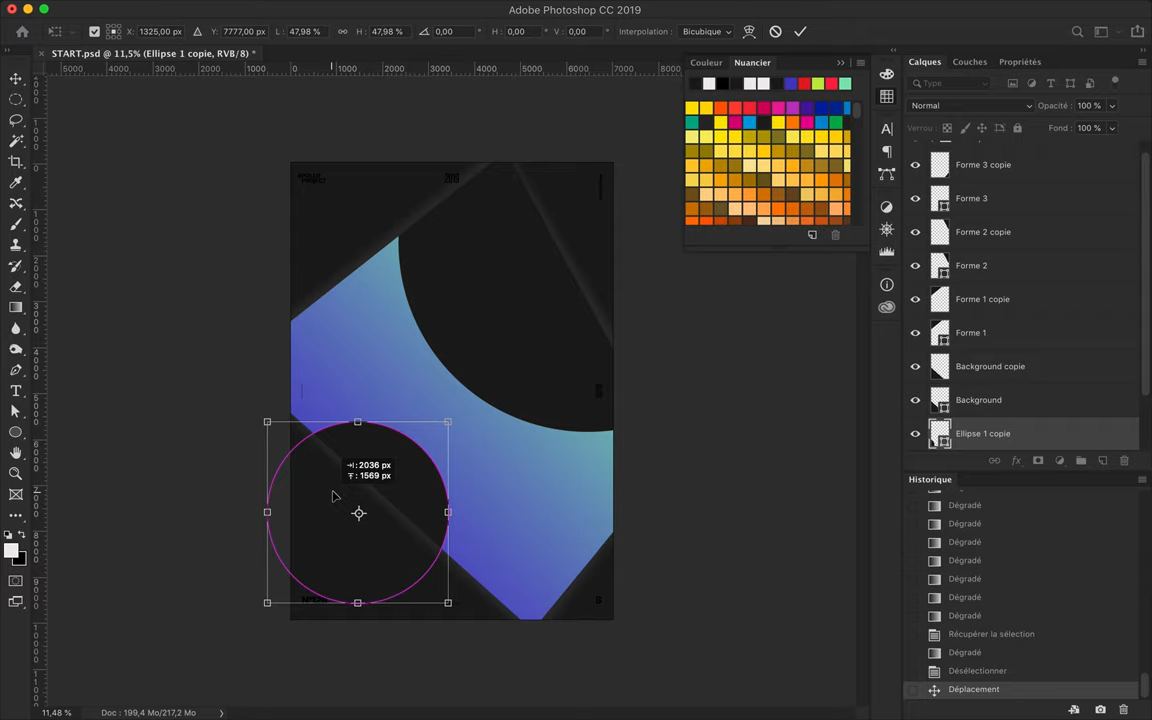 Adobe Photoshop CC 2019
X: 1325,00 px Y: 7777,00 px L: 47,98 % H: 47,98 % 0,00 ° H: 0,00 ° V: 0,00 ° Interpolation : Bicubique
START.psd @ 11,5% (Ellipse 1 copie, RVB/8) *
5000 4000 3000 2000 1000 0 1000 2000 3000 4000 5000 6000 7000 8000
Couleur Nuancier
Calques Couches Propriétés
Type
Normal Opacité : 100 %
Verrou : Fond : 100 %
Forme 3 copie
Forme 3
Forme 2 copie
Forme 2
Forme 1 copie
Forme 1
Background copie
Background
Ellipse 1 copie
APOLLO
PROJECT
2019
: 2036 px
: 1569 px
Historique
Dégradé
Dégradé
Dégradé
Dégradé
Dégradé
Dégradé
Dégradé
Récupérer la sélection
Dégradé
Désélectionner
Déplacement
11,48 % Doc : 199,4 Mo/217,2 Mo